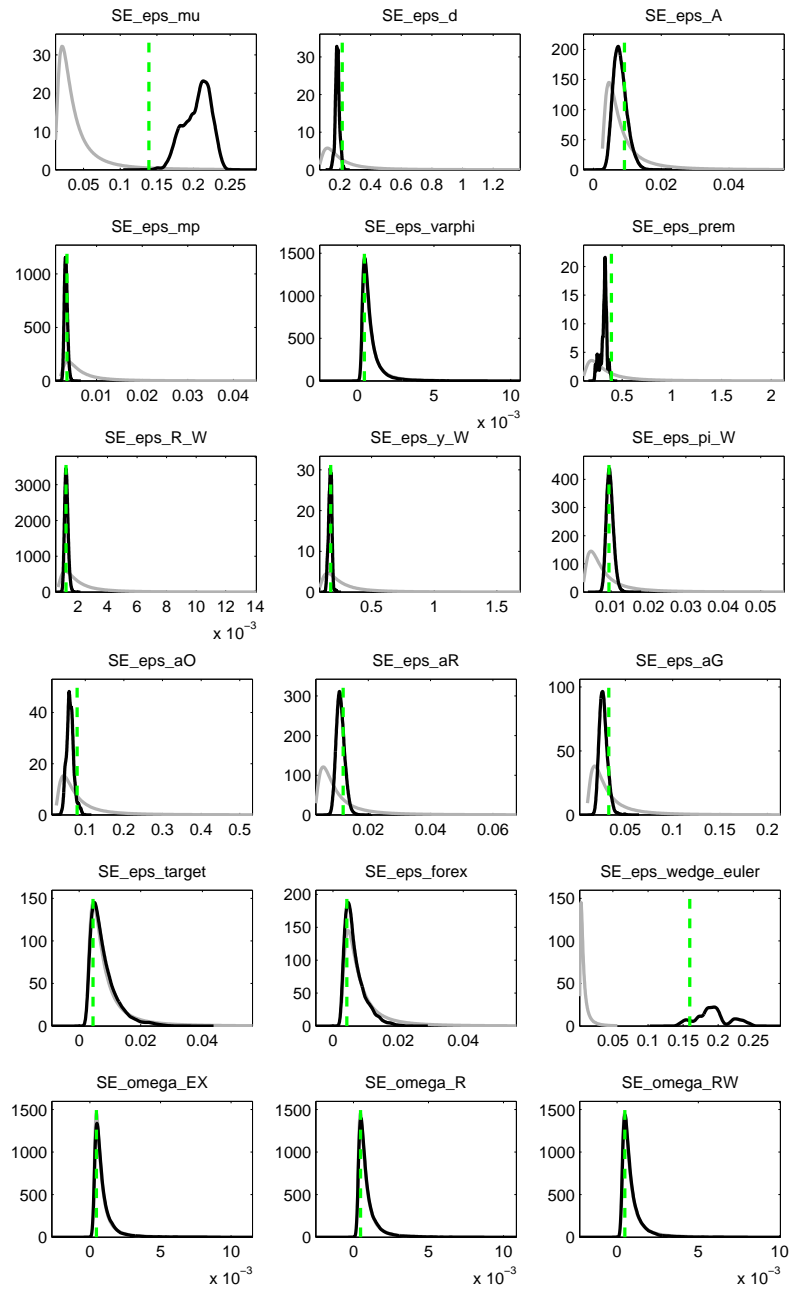 SE_eps_mu SE_eps_d SE_eps_A
30
20
10
0
0.05 0.1 0.15 0.2 0.25
30
20
10
0
0.2 0.4 0.6 0.8 1 1.2
200
150
100
50
0
0 0.02 0.04
SE_eps_mp SE_eps_varphi SE_eps_prem
1000
500
0
0.01 0.02 0.03 0.04
1500
1000
500
0
0 5 10
x 10⁻³
20
15
10
5
0
0.5 1 1.5 2
SE_eps_R_W SE_eps_y_W SE_eps_pi_W
3000
2000
1000
0
2 4 6 8 10 12 14
x 10⁻³
30
20
10
0
0.5 1 1.5
400
300
200
100
0
0.01 0.02 0.03 0.04 0.05
SE_eps_aO SE_eps_aR SE_eps_aG
40
20
0
0.1 0.2 0.3 0.4 0.5
300
200
100
0
0.02 0.04 0.06
100
50
0
0.05 0.1 0.15 0.2
SE_eps_target SE_eps_forex SE_eps_wedge_euler
150
100
50
0
0 0.02 0.04
200
150
100
50
0
0 0.02 0.04
150
100
50
0
0.05 0.1 0.15 0.2 0.25
SE_omega_EX SE_omega_R SE_omega_RW
1500
1000
500
0
0 5 10
x 10⁻³
1500
1000
500
0
0 5 10
x 10⁻³
1500
1000
500
0
0 5 10
x 10⁻³